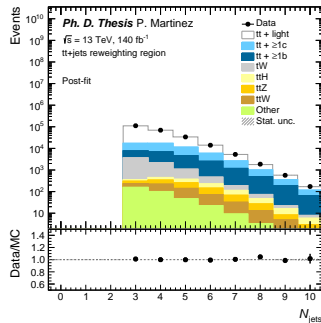 Events
Ph. D. Thesis P. Martinez
√s = 13 TeV, 140 fb⁻¹
tt+jets reweighting region
Post-fit
Data
tt + light
tt + ≥1c
tt + ≥1b
tW
ttH
ttZ
ttW
Other
Stat. unc.
10⁷
10⁶
10⁵
10⁴
10³
10²
10
Data/MC
1.4
1.2
1.0
0.8
0.6
0 1 2 3 4 5 6 7 8 9 10
N_jets